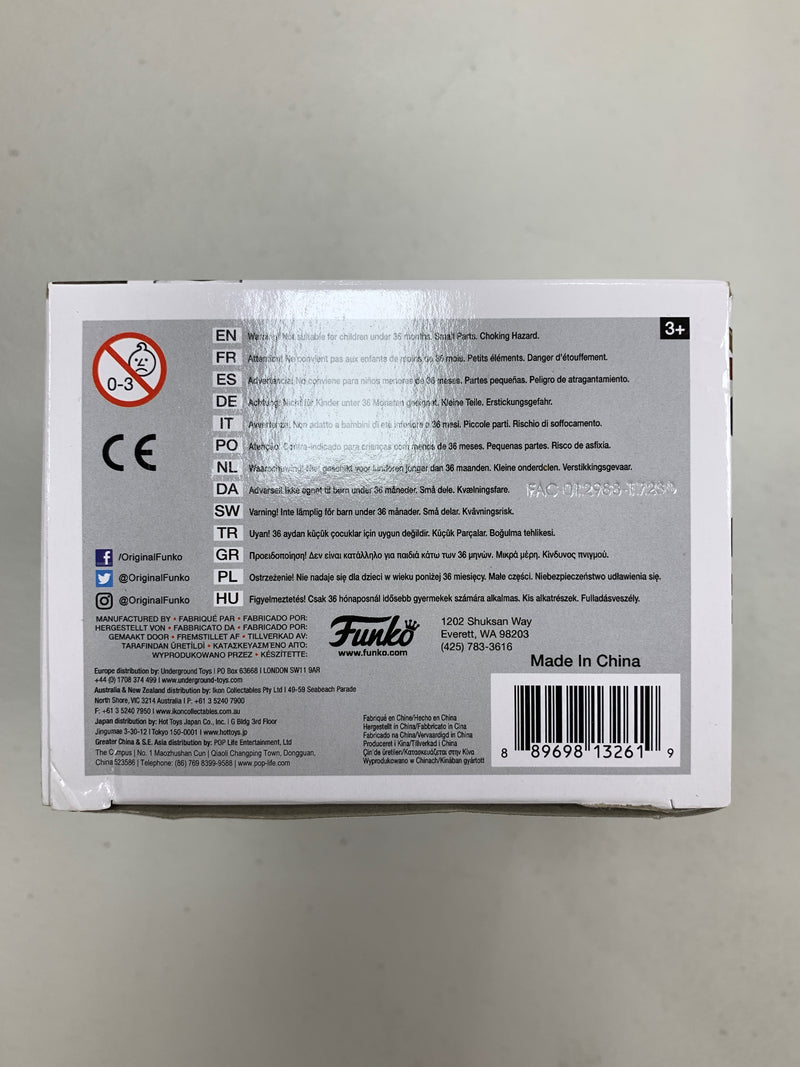 3+
0-3
CE
EN Warning! Not suitable for children under 36 months. Small Parts. Choking Hazard.
FR Attention! Ne convient pas aux enfants de moins de 36 mois. Petits éléments. Danger d'étouffement.
ES Advertencia: No conviene para niños menores de 36 meses. Partes pequeñas. Peligro de atragantamiento.
DE Achtung: Nicht für Kinder unter 36 Monaten geeignet. Kleine Teile. Erstickungsgefahr.
IT Avvertenza: Non adatto a bambini di età inferiore a 36 mesi. Piccole parti. Rischio di soffocamento.
PO Atenção: Contra-indicado para crianças com menos de 36 meses. Pequenas partes. Risco de asfixia.
NL Waarschuwing! Niet geschikt voor kinderen jonger dan 36 maanden. Kleine onderdelen. Verstikkingsgevaar.
DA Adversel! Ikke egnet til børn under 36 måneder. Små dele. Kvælningsfare.
SW Varning! Inte lämplig för barn under 36 månader. Små delar. Kvävningsrisk.
TR Uyarı! 36 aydan küçük çocuklar için uygun değildir. Küçük Parçalar. Boğulma tehlikesi.
GR Προειδοποίηση! Δεν είναι κατάλληλο για παιδιά κάτω των 36 μηνών. Μικρά μέρη. Κίνδυνος πνιγμού.
PL Ostrzeżenie! Nie nadaje się dla dzieci w wieku poniżej 36 miesięcy. Małe części. Niebezpieczeństwo udławienia się.
HU Figyelmeztetés! Csak 36 hónaposnál idősebb gyermekek számára alkalmas. Kis alkatrészek. Fulladásveszély.
f /OriginalFunko
@OriginalFunko
@OriginalFunko
MANUFACTURED BY • FABRIQUÉ PAR • FABRICADO POR:
HERGESTELLT VON • FABBRICATO DA • FABRICADO POR:
GEMAAKT DOOR • FREMSTILLET AF • TILLVERKAD AV:
TARAFINDAN ÜRETİLDİ • ΚΑΤΑΣΚΕΥΑΣΜΈΝΟ ΑΠΌ:
WYPRODUKOWANO PRZEZ • KÉSZÍTETTE:
Funko
www.funko.com
1202 Shuksan Way
Everett, WA 98203
(425) 783-3616
Made In China
Europe distribution by: Underground Toys | PO Box 63668 | LONDON SW11 9AR
+44 (0)1708 374 499 | www.underground-toys.com
Australia & New Zealand distribution by: Ikon Collectables Pty Ltd | 49-59 Seabeach Parade
North Shore, VIC 3214 Australia | P: +61 3 5240 7900
F: +61 3 5240 7950 | www.ikoncollectables.com.au
Japan distribution by: Hot Toys Japan Co., Inc. | G Bldg 3rd Floor
Jingumae 3-30-12 | Tokyo 150-0001 | www.hottoys.jp
Greater China & S.E. Asia distribution by: POP Life Entertainment, Ltd
The Campus | No. 1 Maozhushan Cun | Qiaoli Changping Town, Dongguan,
China 523586 | Telephone: (86) 769 8399-9588 | www.pop-life.com
Fabriqué en Chine/Hecho en China
Hergestellt in China/Fabbricato in Cina
Fabricado na China/Vervaardigd in China
Produceret i Kina/Tillverkad i China
Çin'de üretilen/Κατασκευάζεται στην Κίνα
Wyprodukowano w Chinach/Kínában gyártott
8 89698 13261 9